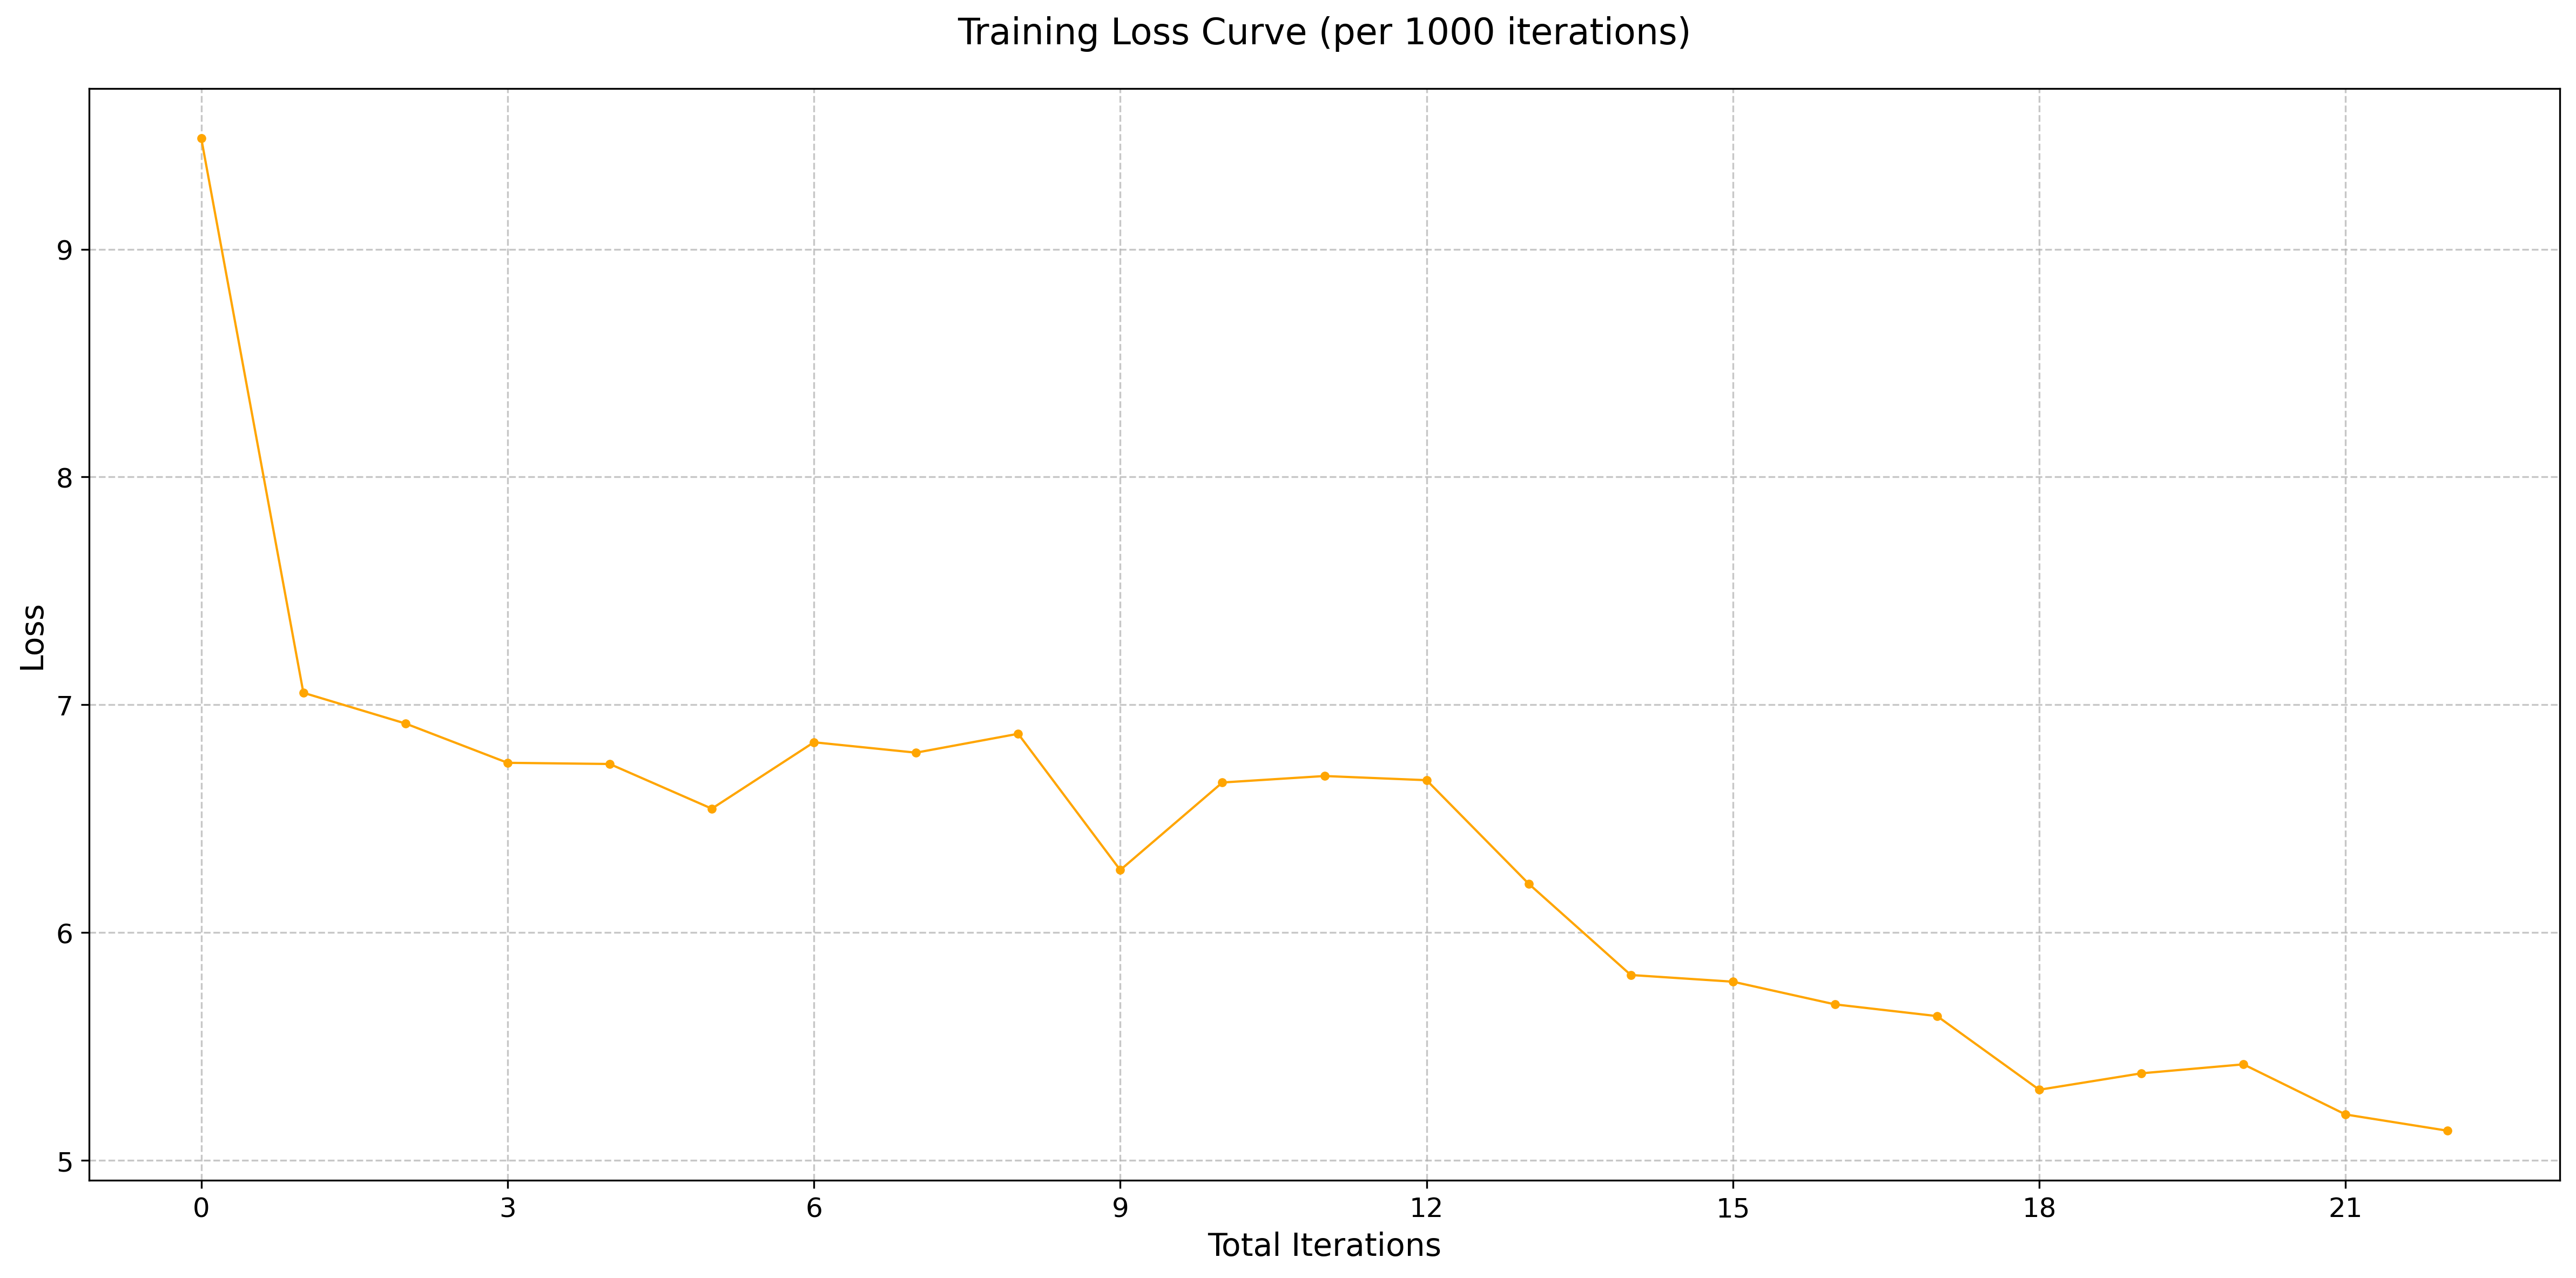 Training Loss Curve (per 1000 iterations)
9
8
7
6
5
Loss
0 3 6 9 12 15 18 21
Total Iterations